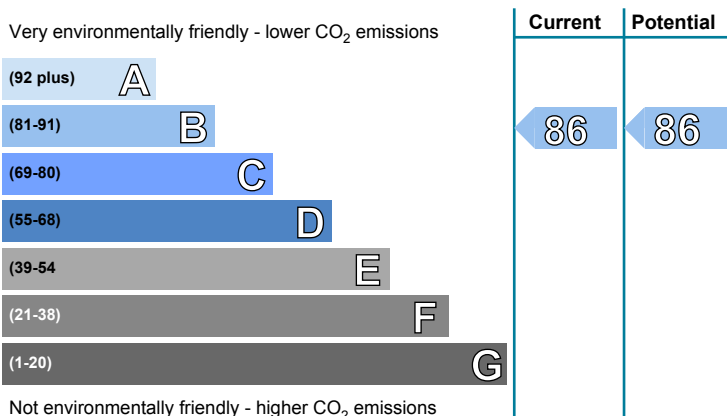 Current Potential
Very environmentally friendly - lower CO2 emissions
(92 plus) A
(81-91) B 86 86
(69-80) C
(55-68) D
(39-54 E
(21-38) F
(1-20) G
Not environmentally friendly - higher CO2 emissions